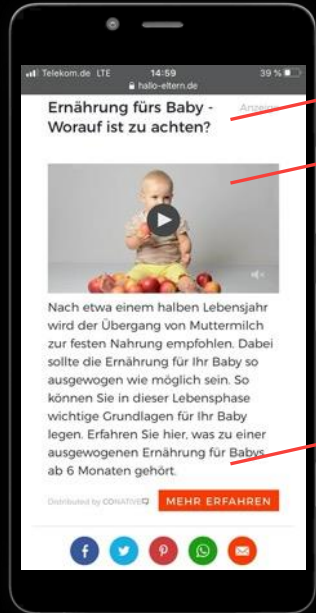 Telekom.de LTE 14:59 39 %
hallo-eltern.de
Ernährung fürs Baby - Anzeige
Worauf ist zu achten?
Nach etwa einem halben Lebensjahr
wird der Übergang von Muttermilch
zur festen Nahrung empfohlen. Dabei
sollte die Ernährung für Ihr Baby so
ausgewogen wie möglich sein. So
können Sie in dieser Lebensphase
wichtige Grundlagen für Ihr Baby
legen. Erfahren Sie hier, was zu einer
ausgewogenen Ernährung für Babys
ab 6 Monaten gehört.
Distributed by CONATIVE MEHR ERFAHREN